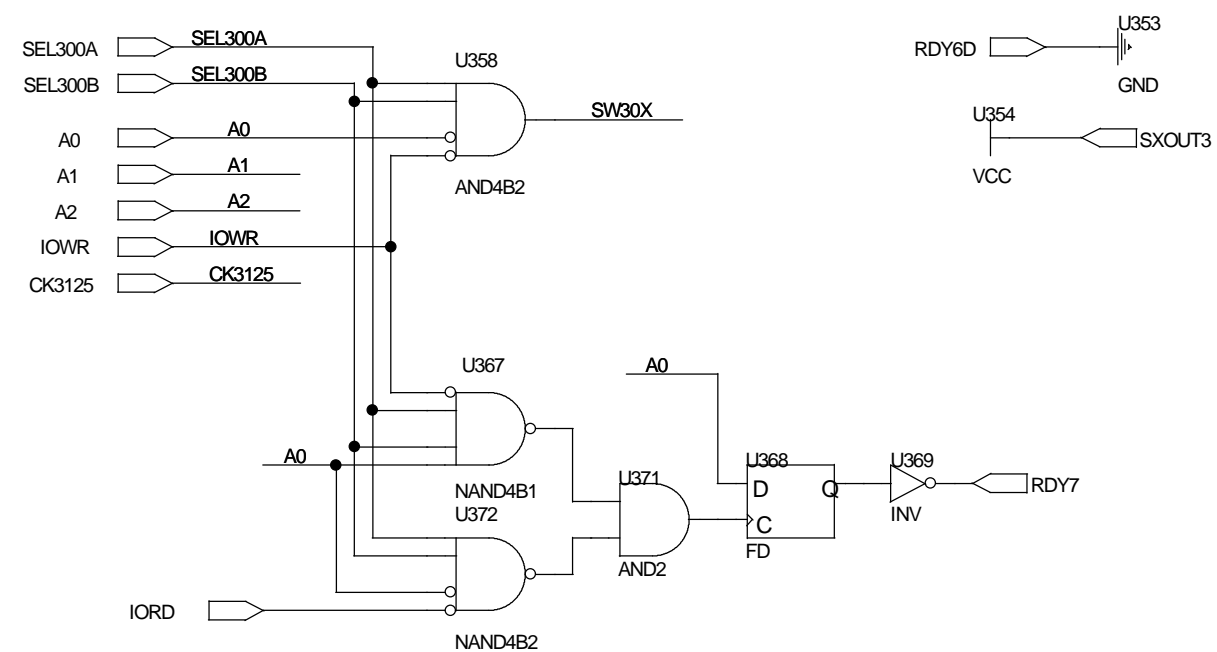 SEL300A
SEL300A
SEL300B
SEL300B
U358
U353
RDY6D
GND
A0
A0
SW30X
U354
SXOUT3
A1
A1
VCC
AND4B2
A2
A2
IOWR
IOWR
CK3125
CK3125
U367
A0
A0
U368
U369
U371
D
Q
RDY7
NAND4B1
U372
C
INV
FD
AND2
IORD
NAND4B2